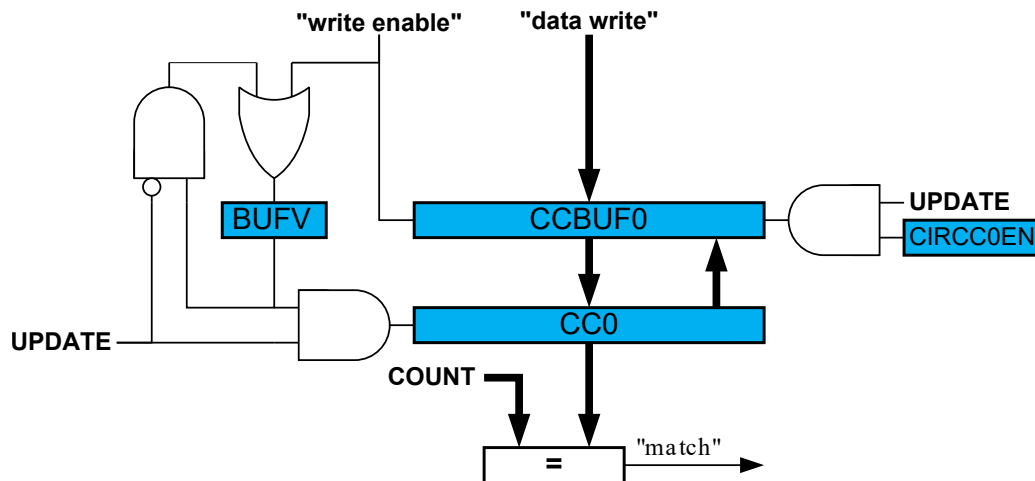 "write enable"
"data write"
BUFV
CCBUF0
UPDATE
CIRCC0EN
UPDATE
CC0
COUNT
=
"match"